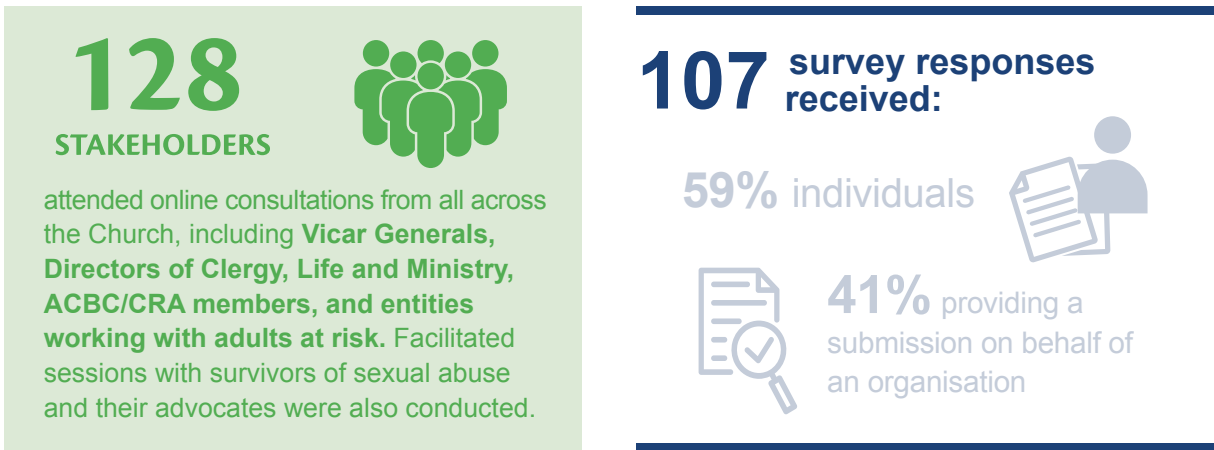 128
STAKEHOLDERS
attended online consultations from all across
the Church, including Vicar Generals,
Directors of Clergy, Life and Ministry,
ACBC/CRA members, and entities
working with adults at risk. Facilitated
sessions with survivors of sexual abuse
and their advocates were also conducted.
107 survey responses
received:
59% individuals
41% providing a
submission on behalf of
an organisation